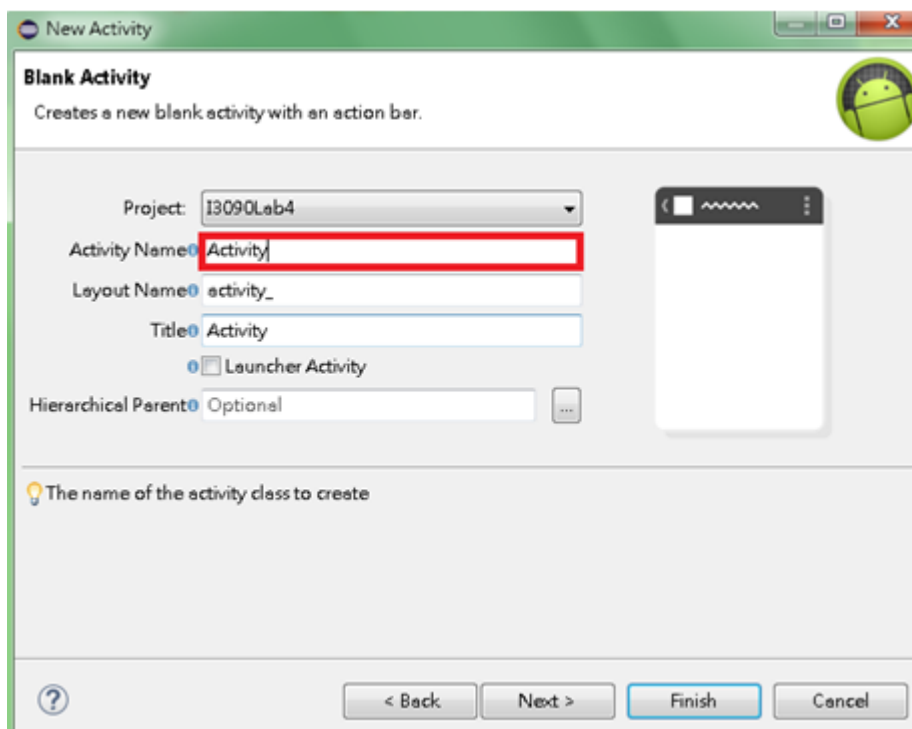 New Activity
Blank Activity
Creates a new blank activity with an action bar.
Project: I3090Lab4
Activity Name Activity
Layout Name activity_
Title Activity
Launcher Activity
Hierarchical Parent Optional ...
The name of the activity class to create
? < Back Next > Finish Cancel